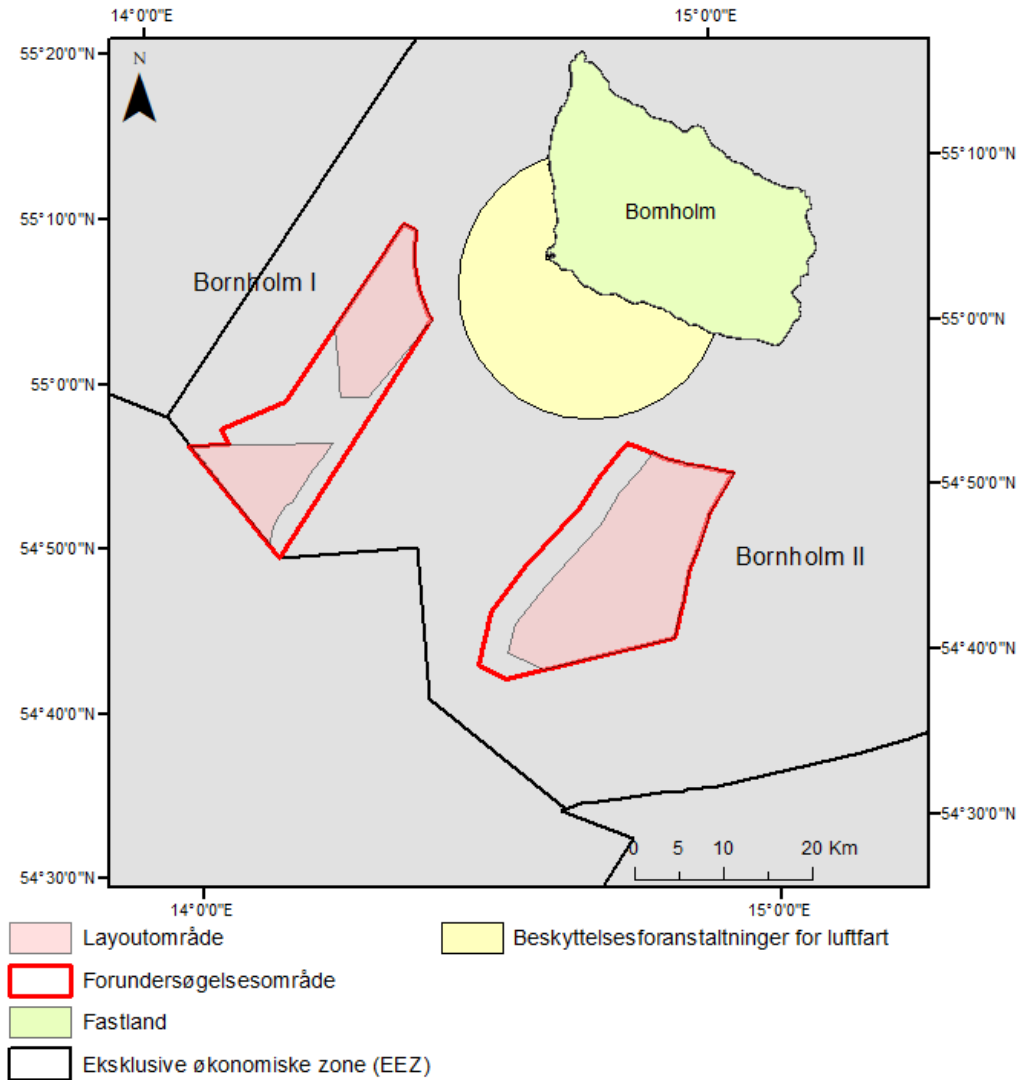 14°0'0"E 15°0'0"E
55°20'0"N
N
55°10'0"N
Bornholm
55°10'0"N
Bornholm I
55°0'0"N
55°0'0"N
54°50'0"N
54°50'0"N
Bornholm II
54°40'0"N
54°40'0"N
54°30'0"N
0 5 10 20 Km
54°30'0"N
14°0'0"E 15°0'0"E
Layoutområde
Beskyttelsesforanstaltninger for luftfart
Forundersøgelsesområde
Fastland
Eksklusive økonomiske zone (EEZ)